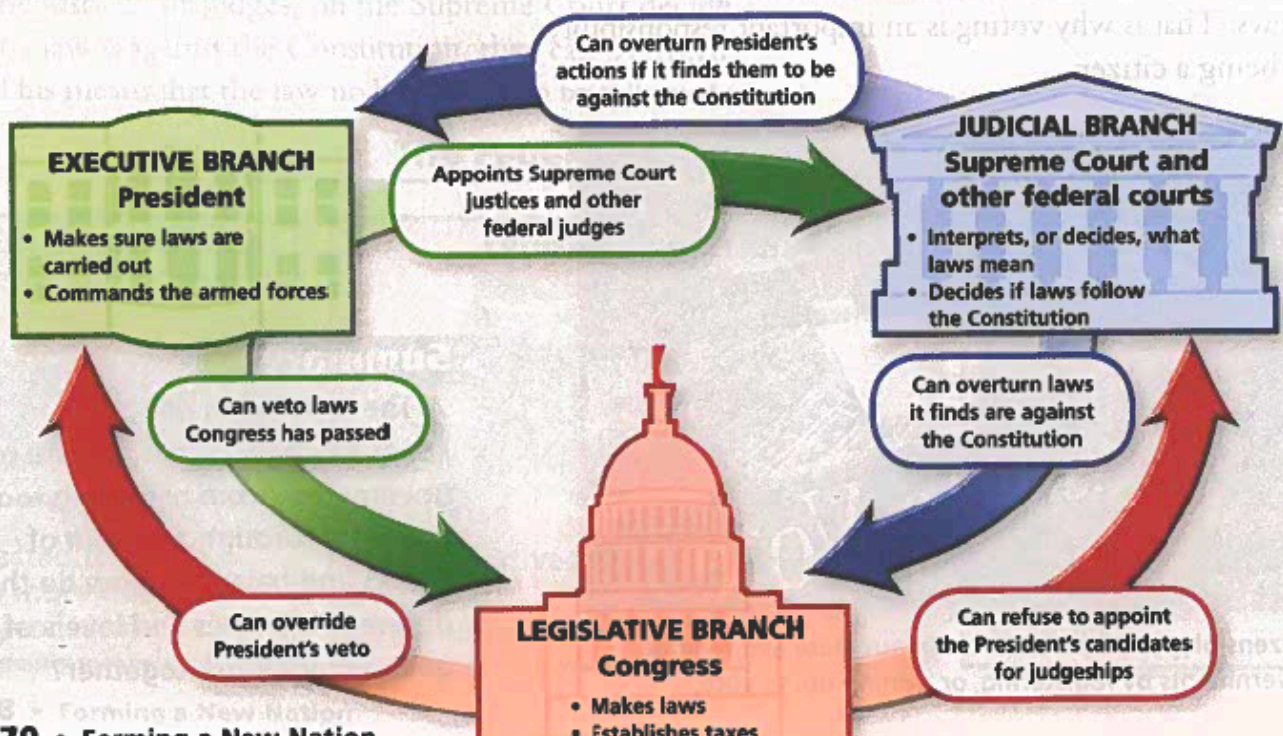 Can overturn President's
actions if it finds them to be
against the Constitution
EXECUTIVE BRANCH
President
• Makes sure laws are
carried out
• Commands the armed forces
Appoints Supreme Court
justices and other
federal judges
JUDICIAL BRANCH
Supreme Court and
other federal courts
• Interprets, or decides, what
laws mean
• Decides if laws follow
the Constitution
Can veto laws
Congress has passed
Can overturn laws
it finds are against
the Constitution
Can override
President's veto
LEGISLATIVE BRANCH
Congress
• Makes laws
• Establishes taxes
Can refuse to appoint
the President's candidates
for judgeships
70 • Forming a New Nation